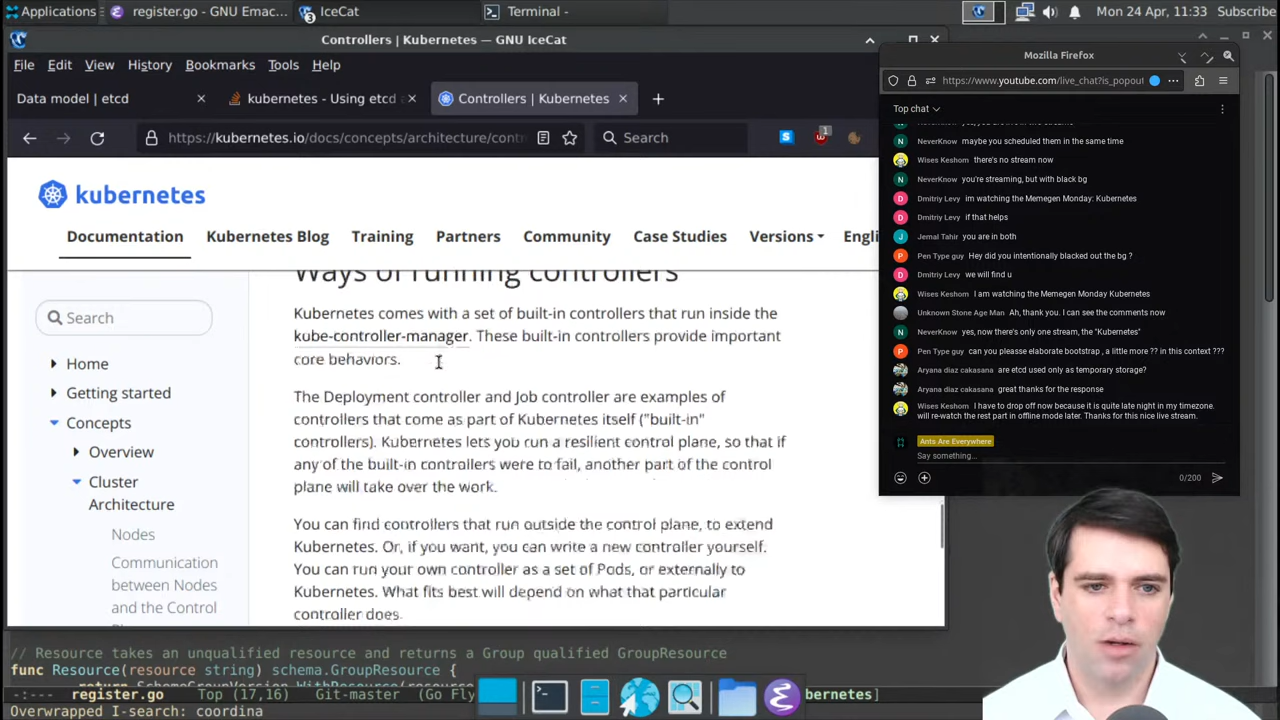 Applications
register.go - GNU Emac...
IceCat
3
Terminal -
Mon 24 Apr, 11:33
Subscribe
Controllers | Kubernetes — GNU IceCat
File Edit View History Bookmarks Tools Help
Data model | etcd
kubernetes - Using etcd c
Controllers | Kubernetes
https://kubernetes.io/docs/concepts/architecture/contr
Search
1
kubernetes
Documentation Kubernetes Blog Training Partners Community Case Studies Versions Engli
Search
Home
Getting started
Concepts
Overview
Cluster
Architecture
Nodes
Communication
between Nodes
and the Control
Ways of running controllers
Kubernetes comes with a set of built-in controllers that run inside the
kube-controller-manager. These built-in controllers provide important
core behaviors.
The Deployment controller and Job controller are examples of
controllers that come as part of Kubernetes itself ("built-in"
controllers). Kubernetes lets you run a resilient control plane, so that if
any of the built-in controllers were to fail, another part of the control
plane will take over the work.
You can find controllers that run outside the control plane, to extend
Kubernetes. Or, if you want, you can write a new controller yourself.
You can run your own controller as a set of Pods, or externally to
Kubernetes. What fits best will depend on what that particular
controller does.
Mozilla Firefox
https://www.youtube.com/live_chat?is_popout
Top chat
NeverKnow maybe you scheduled them in the same time
Wises Keshom there's no stream now
NeverKnow you're streaming, but with black bg
Dmitriy Levy im watching the Memegen Monday: Kubernetes
Dmitriy Levy if that helps
Jemal Tahir you are in both
Pen Type guy Hey did you intentionally blacked out the bg ?
Dmitriy Levy we will find u
Wises Keshom I am watching the Memegen Monday Kubernetes
Unknown Stone Age Man Ah, thank you. I can see the comments now
NeverKnow yes, now there's only one stream, the "Kubernetes"
Pen Type guy can you pleasse elaborate bootstrap , a little more ?? in this context ???
Aryana diaz cakasana are etcd used only as temporary storage?
Aryana diaz cakasana great thanks for the response
Wises Keshom I have to drop off now because it is quite late night in my timezone.
will re-watch the rest part in offline mode later. Thanks for this nice live stream.
Ants Are Everywhere
Say something...
0/200
// Resource takes an unqualified resource and returns a Group qualified GroupResource
func Resource(resource string) schema.GroupResource {
-:--- register.go Top (17,16) Git-master (Go Fly
bernetes]
Overwrapped I-search: coordina